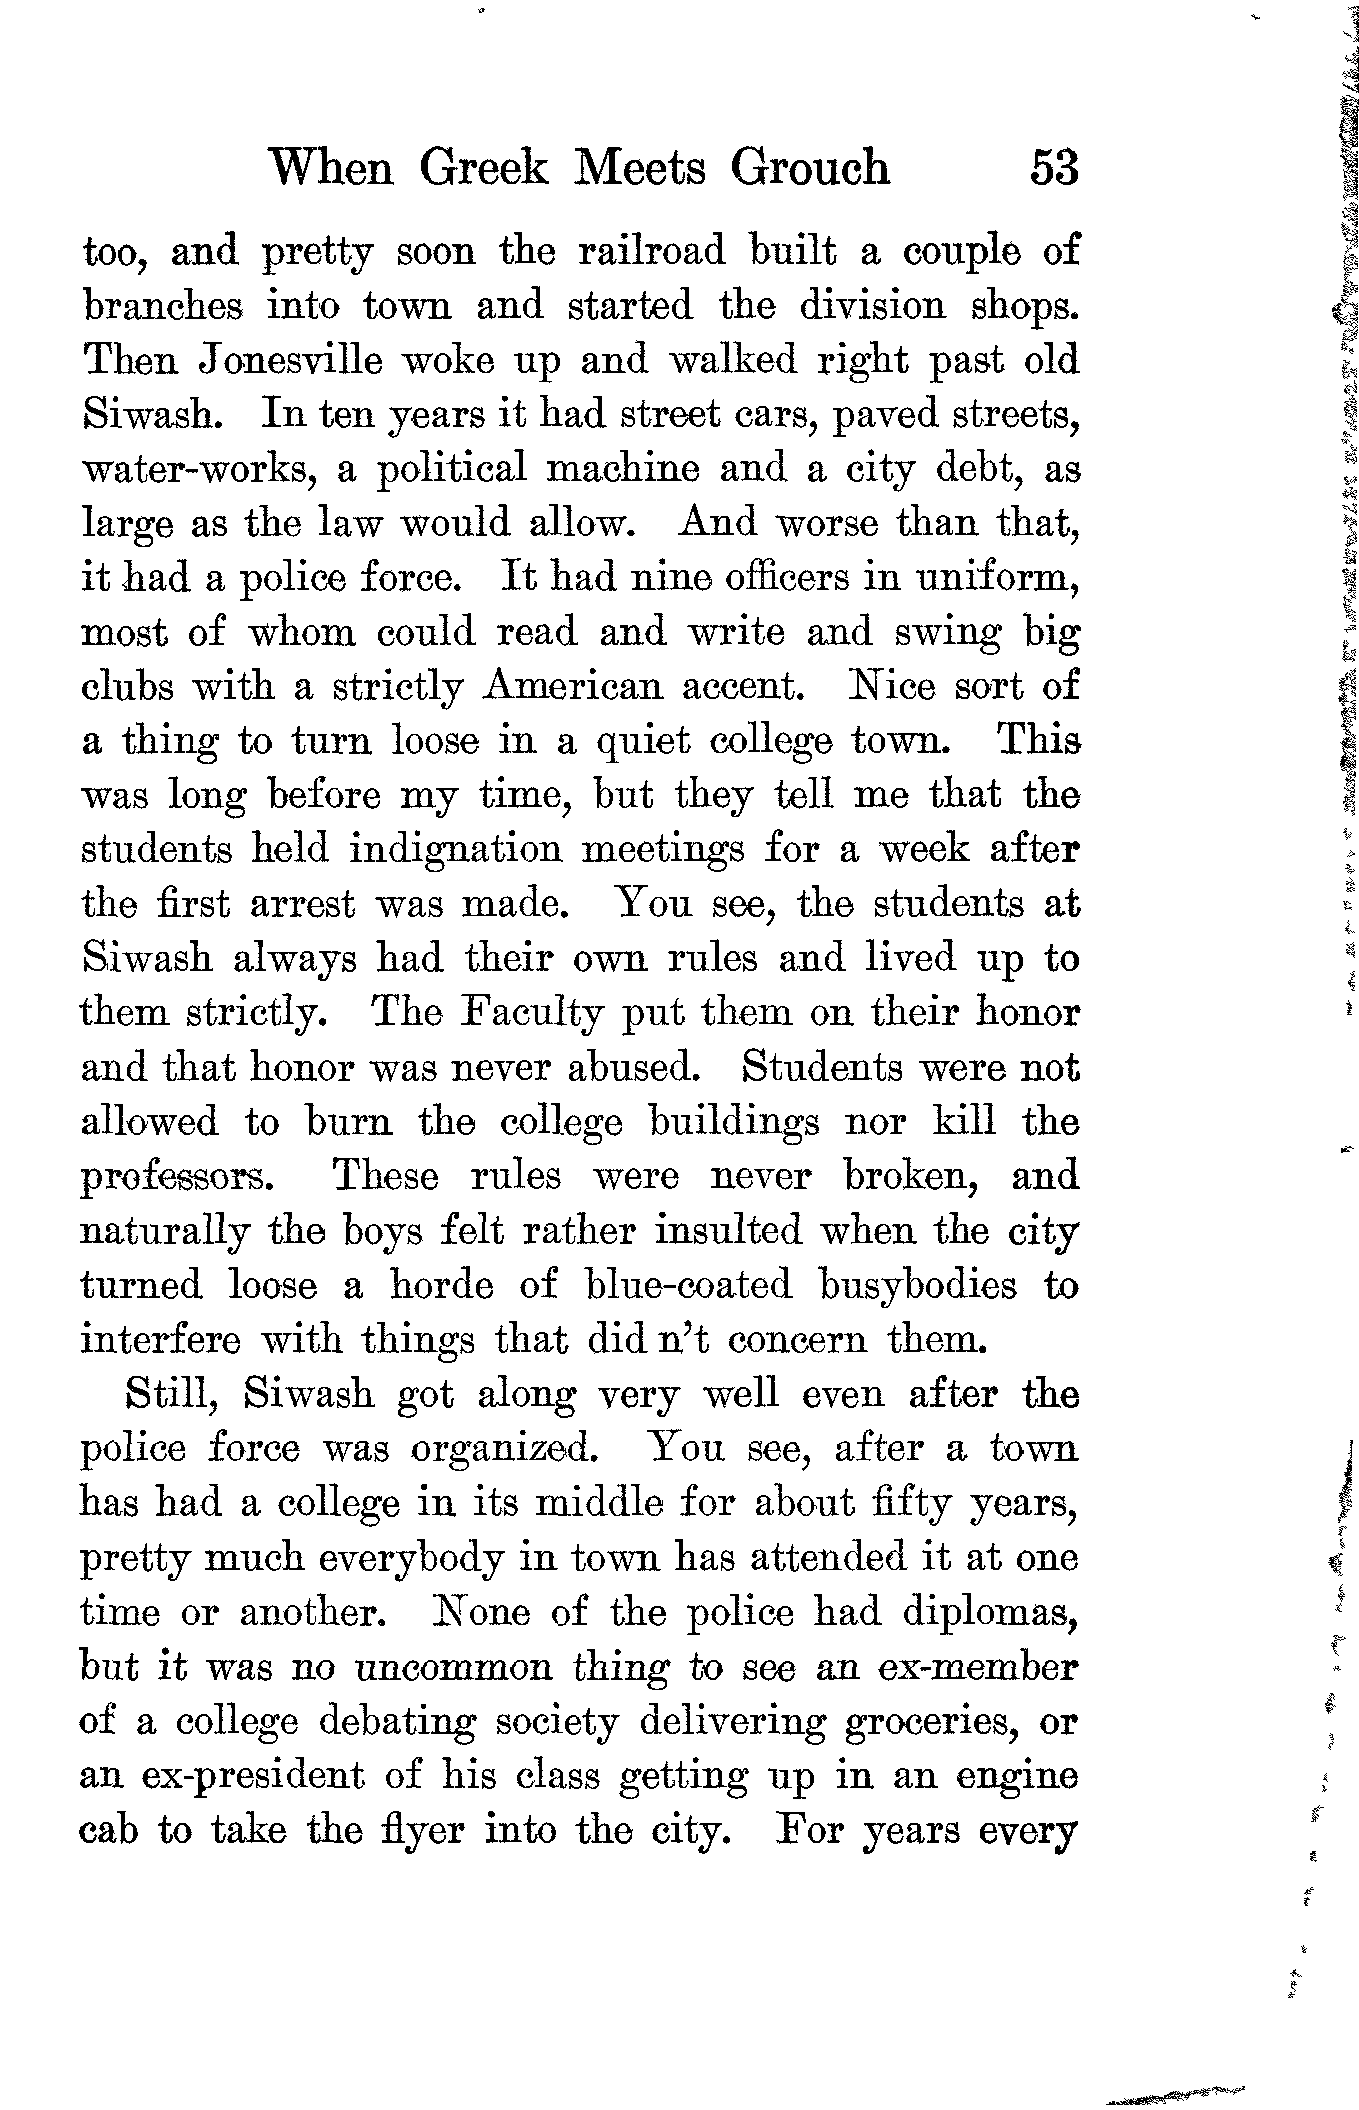 When Greek Meets Grouch 53
too, and pretty soon the railroad built a couple of
branches into town and started the division shops.
Then Jonesville woke up and walked right past old
Siwash. In ten years it had street cars, paved streets,
water-works, a political machine and a city debt, as
large as the law would allow. And worse than that,
it had a police force. It had nine officers in uniform,
most of whom could read and write and swing big
clubs with a strictly American accent. Nice sort of
a thing to turn loose in a quiet college town. This
was long before my time, but they tell me that the
students held indignation meetings for a week after
the first arrest was made. You see, the students at
Siwash always had their own rules and lived up to
them strictly. The Faculty put them on their honor
and that honor was never abused. Students were not
allowed to burn the college buildings nor kill the
professors. These rules were never broken, and
naturally the boys felt rather insulted when the city
turned loose a horde of blue-coated busybodies to
interfere with things that did n't concern them.
Still, Siwash got along very well even after the
police force was organized. You see, after a town
has had a college in its middle for about fifty years,
pretty much everybody in town has attended it at one
time or another. None of the police had diplomas,
but it was no uncommon thing to see an ex-member
of a college debating society delivering groceries, or
an ex-president of his class getting up in an engine
cab to take the flyer into the city. For years every